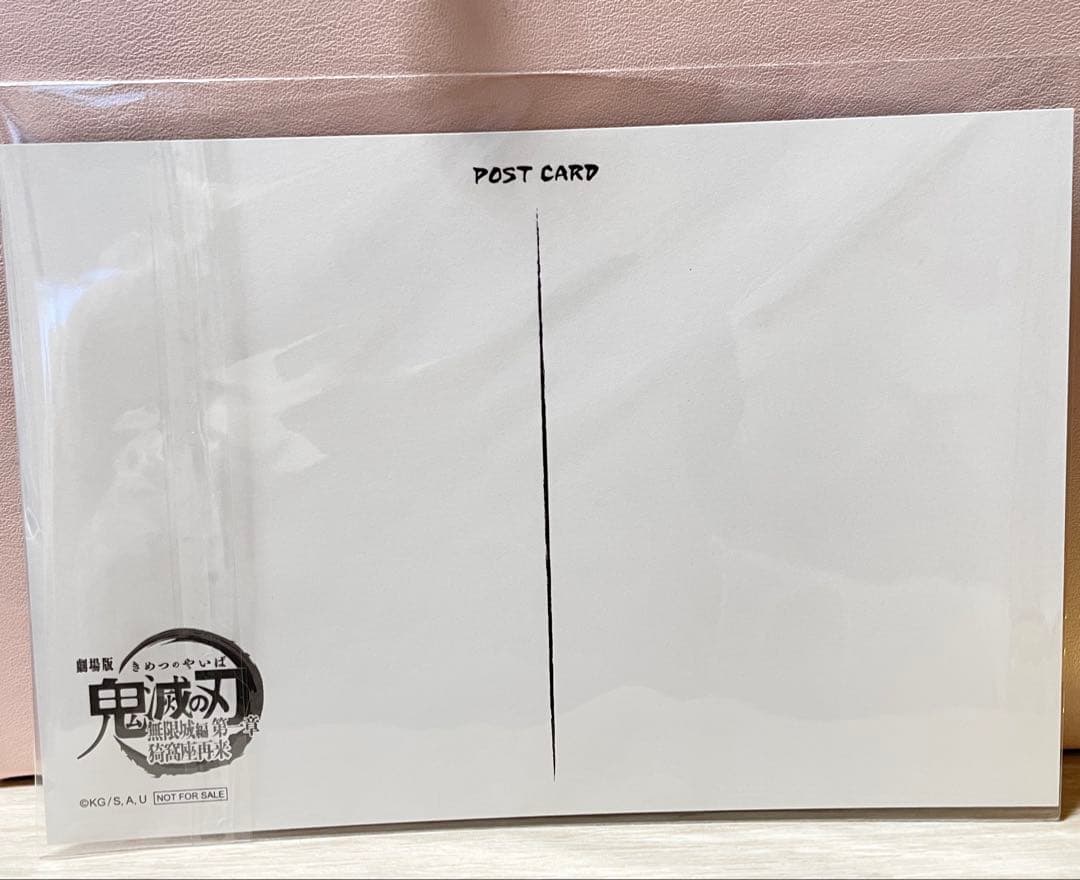 POST CARD
劇場版
きめつのやいば
鬼滅の刃
無限城編 第一章
猗窩座再来
©KG/S,A,U NOT FOR SALE